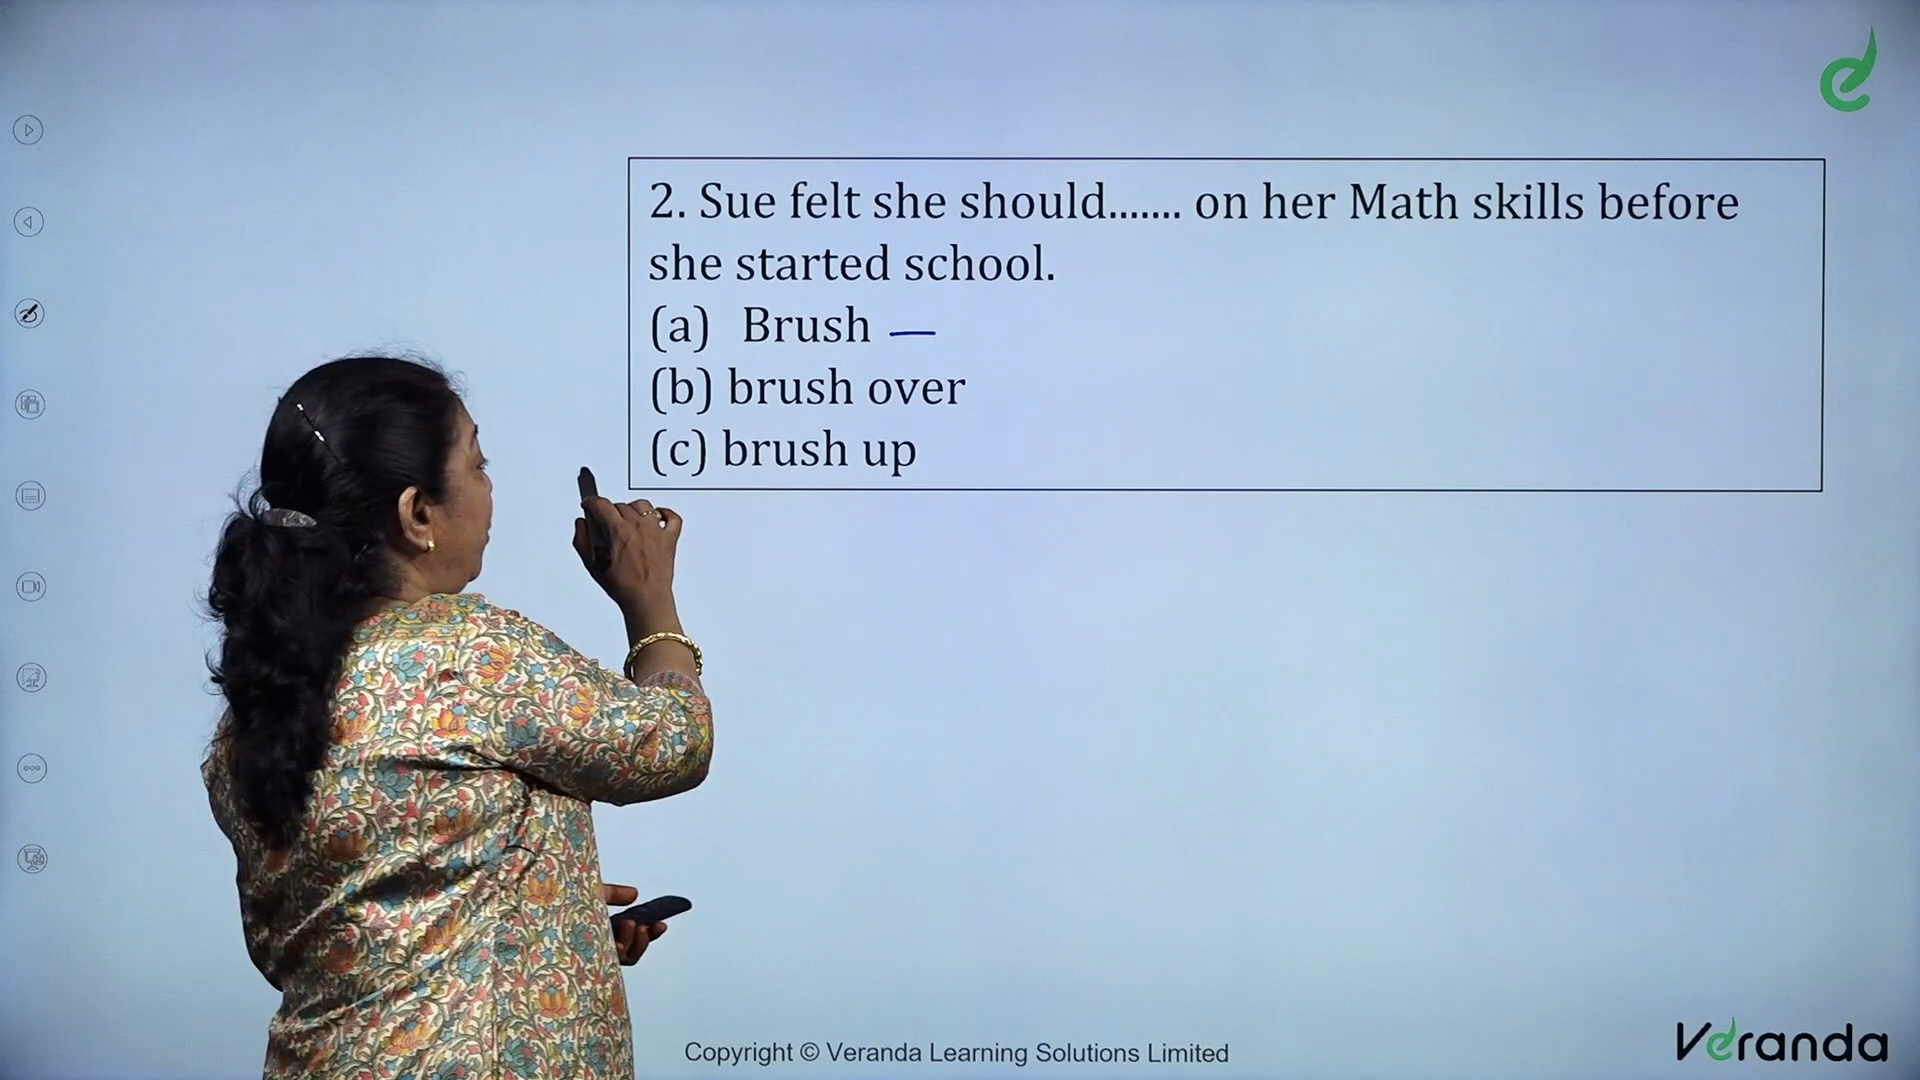 2. Sue felt she should....... on her Math skills before
she started school.
(a) Brush —
(b) brush over
(c) brush up
Copyright © Veranda Learning Solutions Limited
Veranda